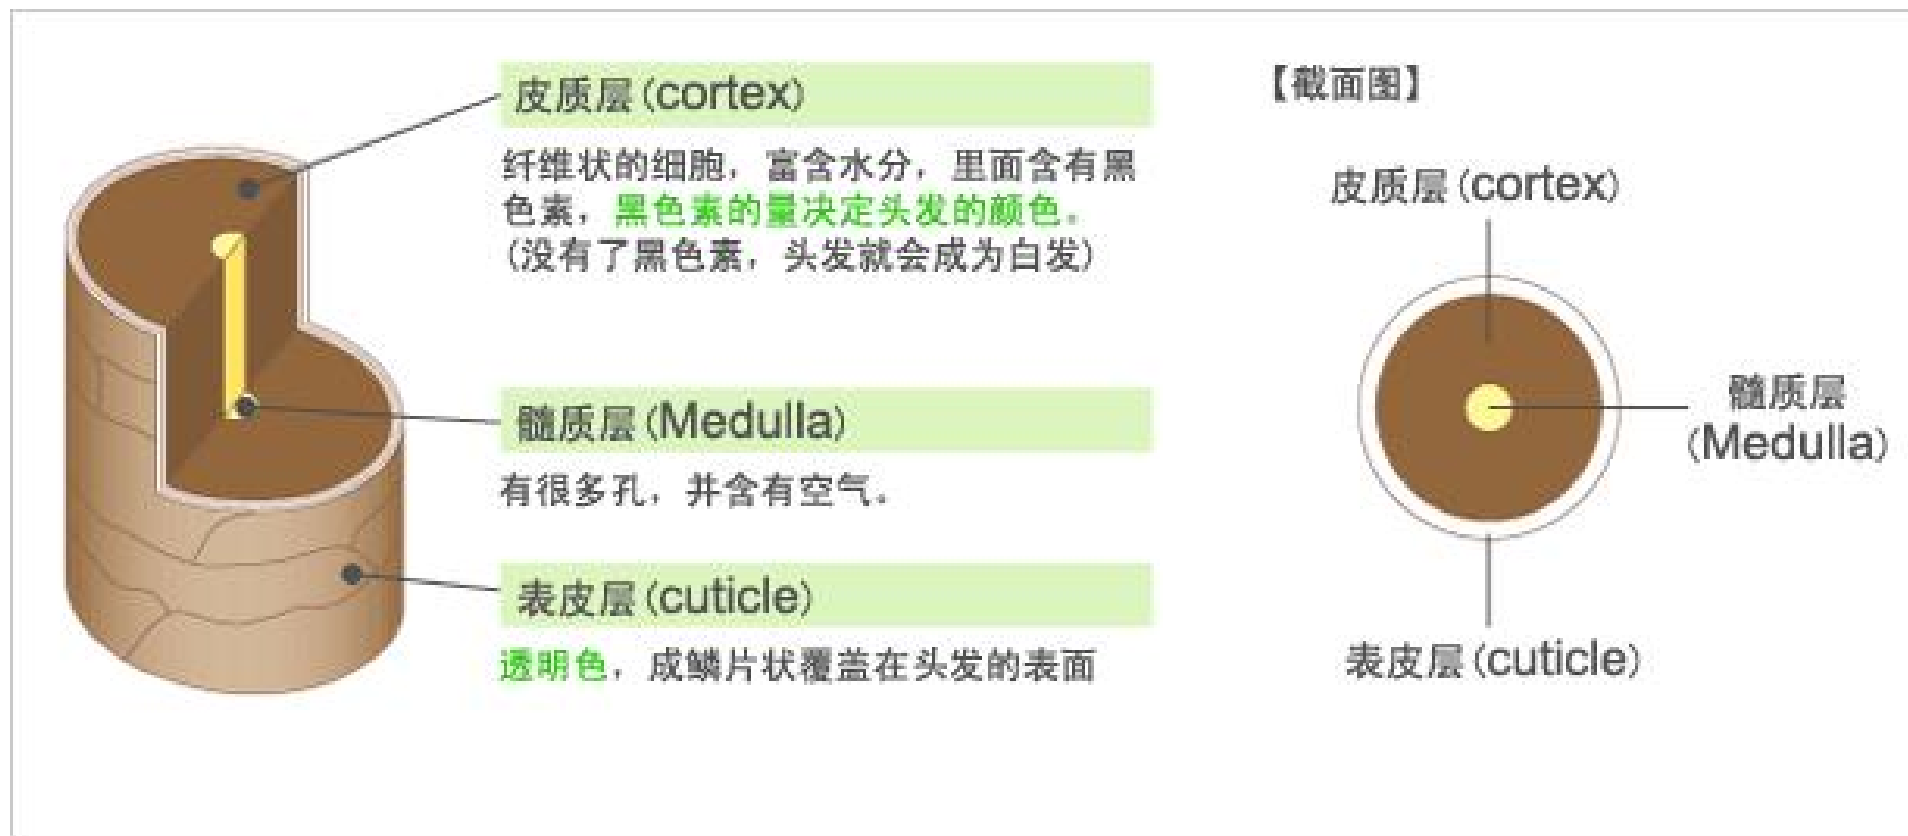 皮质层(cortex)
纤维状的细胞，富含水分，里面含有黑
色素，黑色素的量决定头发的颜色。
(没有了黑色素，头发就会成为白发)
髓质层(Medulla)
有很多孔，并含有空气。
表皮层(cuticle)
透明色，成鳞片状覆盖在头发的表面
【截面图】
皮质层(cortex)
髓质层
(Medulla)
表皮层(cuticle)